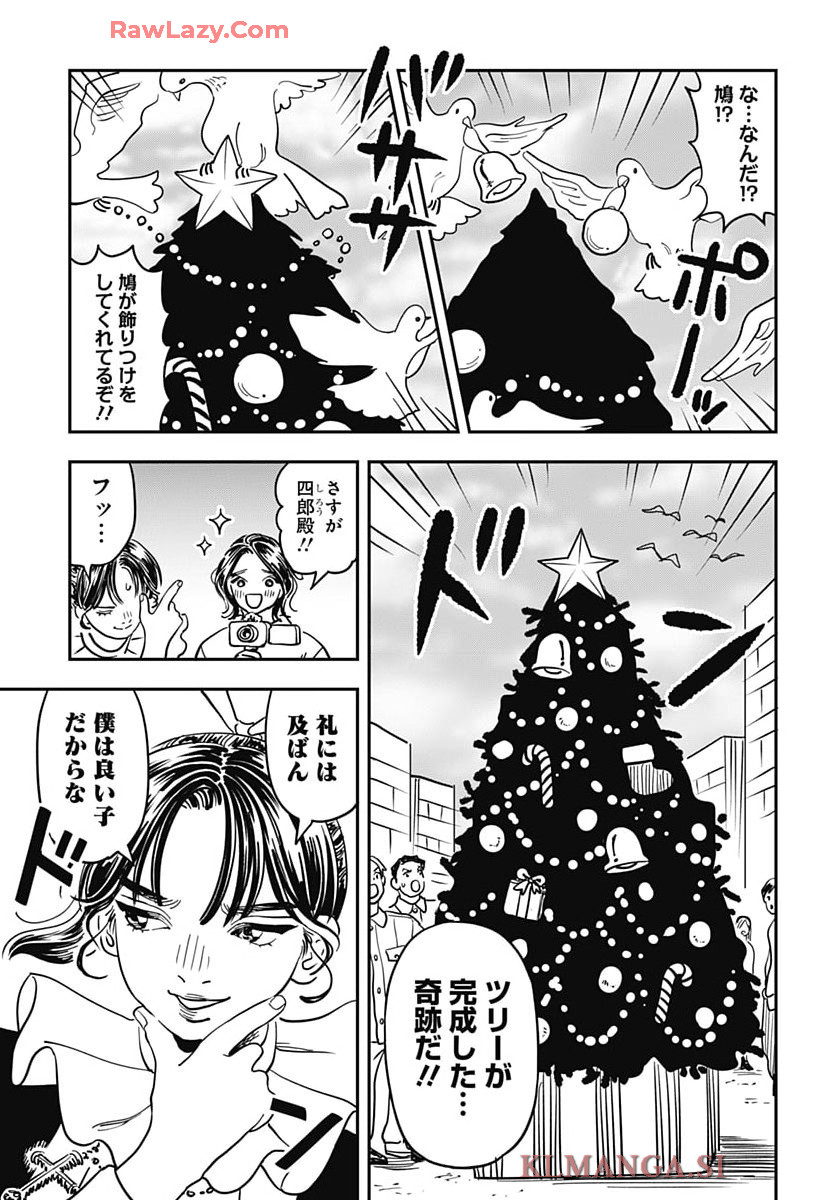 RawLazy.Com
な…なんだ!?
鳩!?
ポーッ
バササッ
鳩が飾りつけを
してくれてるぞ!!
ドドン
ツリーが
完成した…
奇跡だ!!
さすが
四郎殿!!
しろう
フッ…
礼には
及ばん
僕は良い子
だからな
ドン
KLMANGA.SI